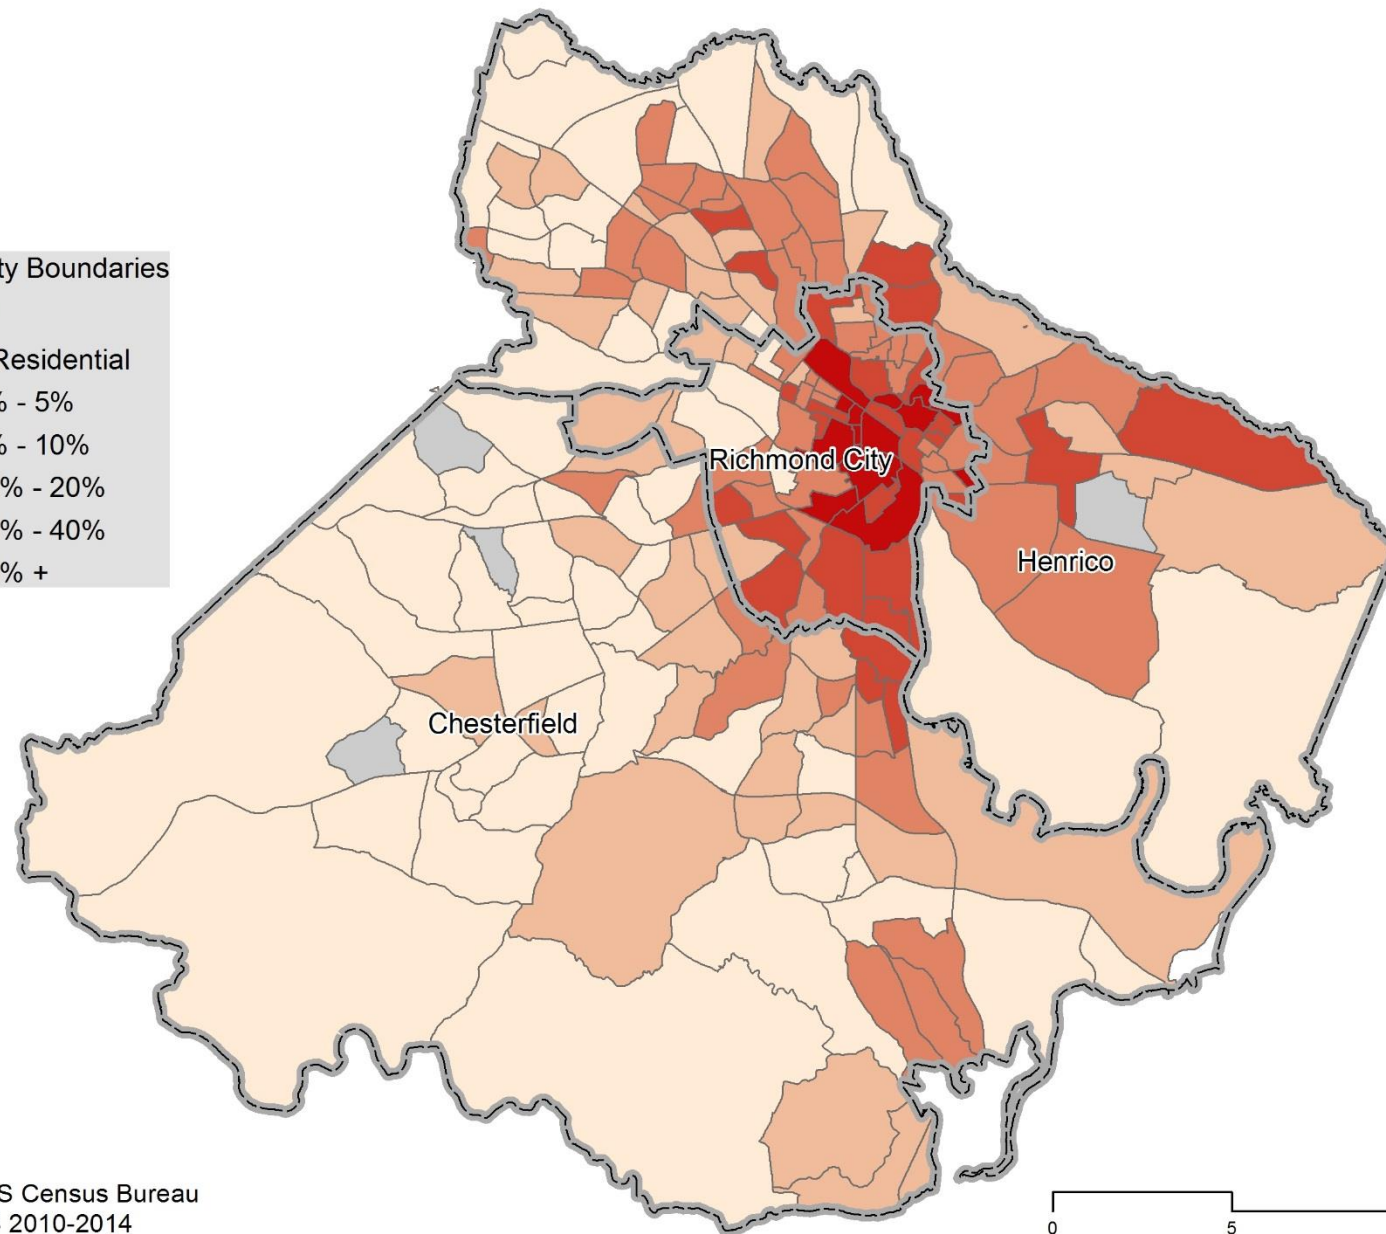 ty Boundaries
Residential
% - 5%
% - 10%
% - 20%
% - 40%
% +
Richmond City
Henrico
Chesterfield
S Census Bureau
2010-2014
0 5